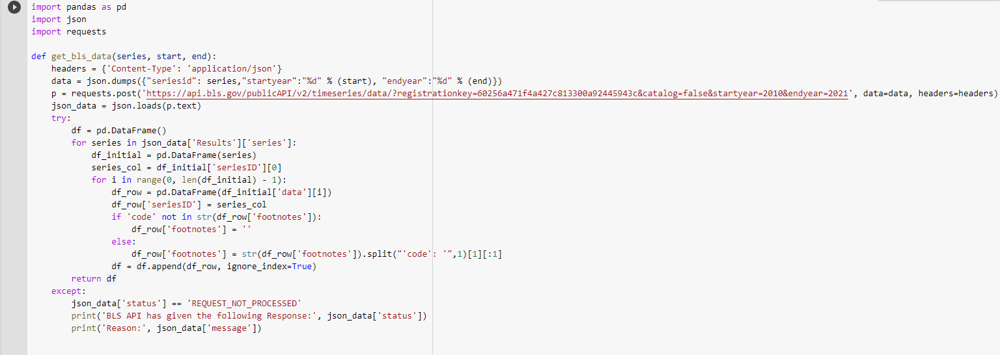 import pandas as pd
import json
import requests

def get_bls_data(series, start, end):
    headers = {'Content-Type': 'application/json'}
    data = json.dumps({"seriesid": series,"startyear":"%d" % (start), "endyear":"%d" % (end)})
    p = requests.post('https://api.bls.gov/publicAPI/v2/timeseries/data/?registrationkey=60256a471f4a427c813300a92445943c&catalog=false&startyear=2010&endyear=2021', data=data, headers=headers)
    json_data = json.loads(p.text)
    try:
        df = pd.DataFrame()
        for series in json_data['Results']['series']:
            df_initial = pd.DataFrame(series)
            series_col = df_initial['seriesID'][0]
            for i in range(0, len(df_initial) - 1):
                df_row = pd.DataFrame(df_initial['data'][i])
                df_row['seriesID'] = series_col
                if 'code' not in str(df_row['footnotes']):
                    df_row['footnotes'] = ''
                else:
                    df_row['footnotes'] = str(df_row['footnotes']).split("'code': '",1)[1][:1]
                df = df.append(df_row, ignore_index=True)
        return df
    except:
        json_data['status'] == 'REQUEST_NOT_PROCESSED'
        print('BLS API has given the following Response:', json_data['status'])
        print('Reason:', json_data['message'])